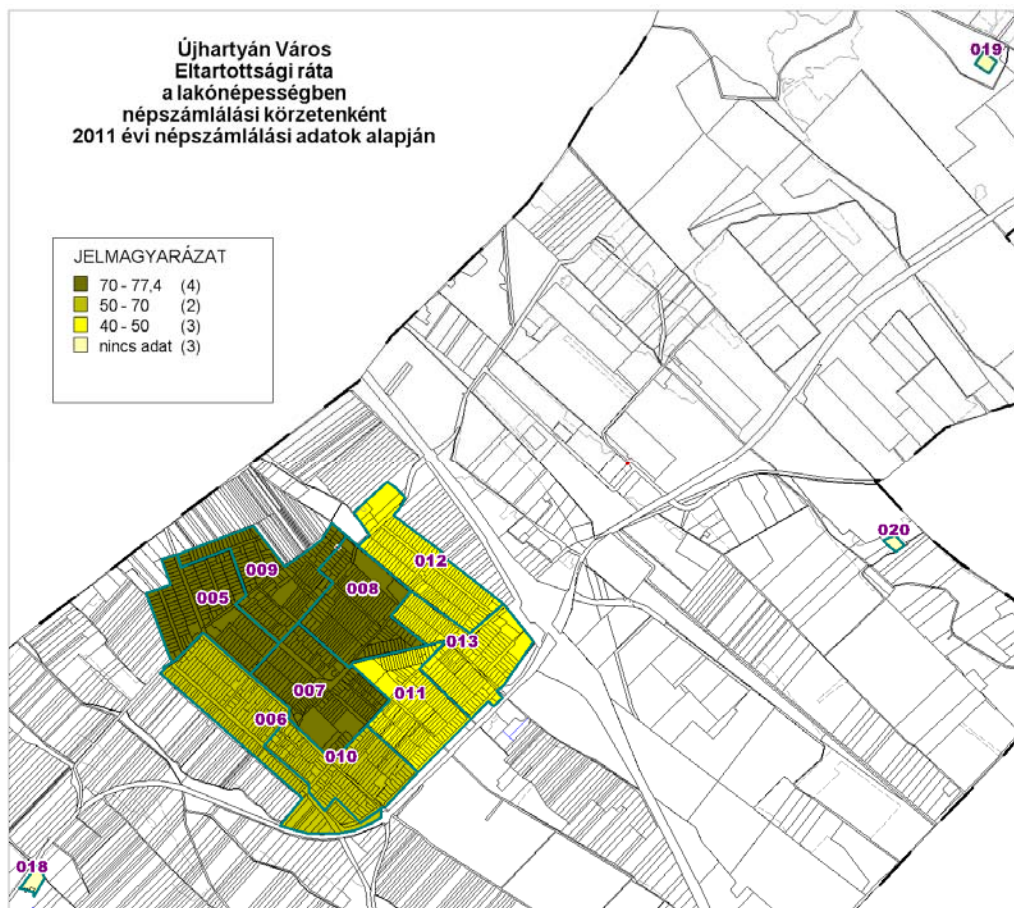 Újhartyán Város
Eltartottsági ráta
a lakónépességben
népszámlálási körzetenként
2011 évi népszámlálási adatok alapján
JELMAGYARÁZAT
70 - 77,4 (4)
50 - 70 (2)
40 - 50 (3)
nincs adat (3)
019
020
012
009
008
005
013
011
007
006
010
018